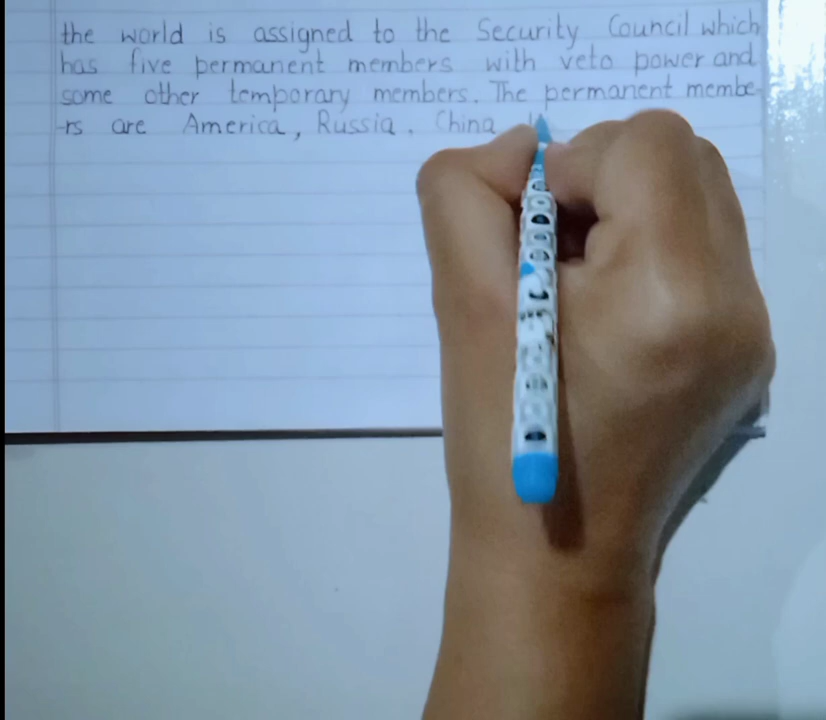 the world is assigned to the Security Council which
has five permanent members with veto power and
some other temporary members. The permanent membe-
-rs are America, Russia, China